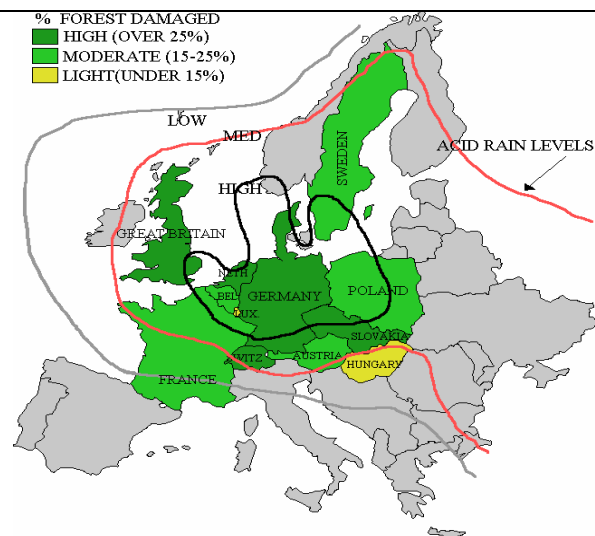 % FOREST DAMAGED
HIGH (OVER 25%)
MODERATE (15-25%)
LIGHT(UNDER 15%)
LOW
MED
ACID RAIN LEVELS
SWEDEN
HIGH
GREAT BRITAIN
NETH
BEL
GERMANY
POLAND
LUX.
SLOVAKIA
WITZ
AUSTRIA
HUNGARY
FRANCE